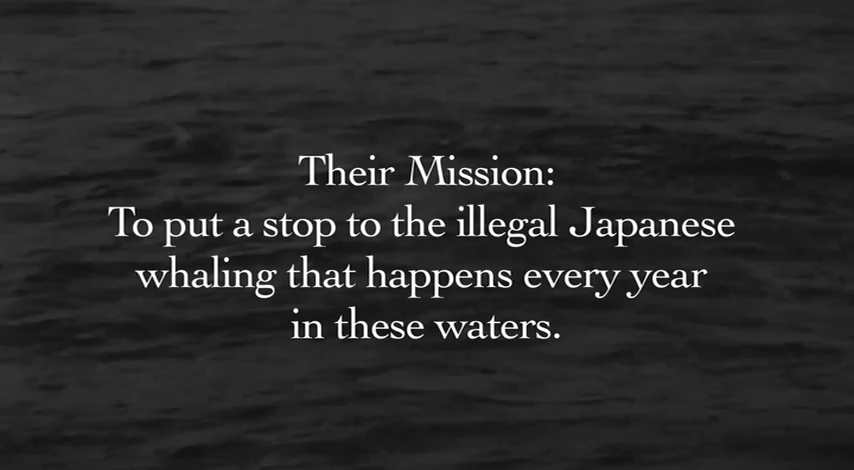 Their Mission:
To put a stop to the illegal Japanese
whaling that happens every year
in these waters.